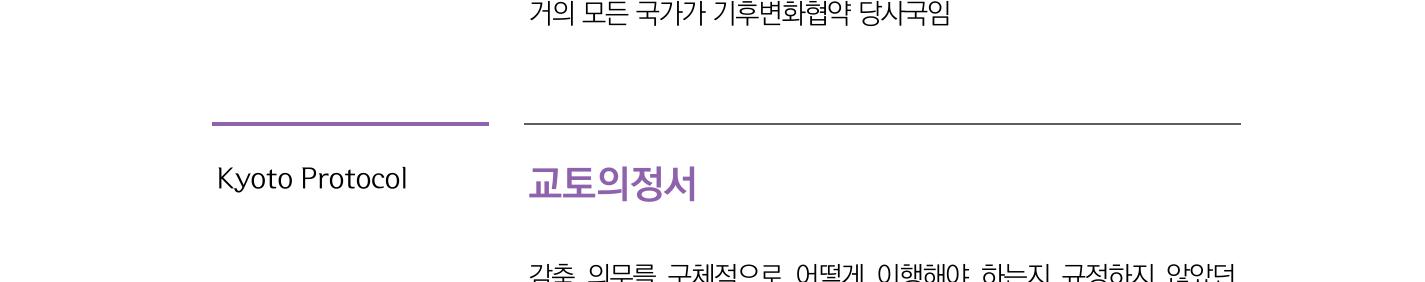 거의 모든 국가가 기후변화협약 당사국임
Kyoto Protocol
교토의정서
감축 의무를 구체적으로 어떻게 이행해야 하는지 규정하지 않았던